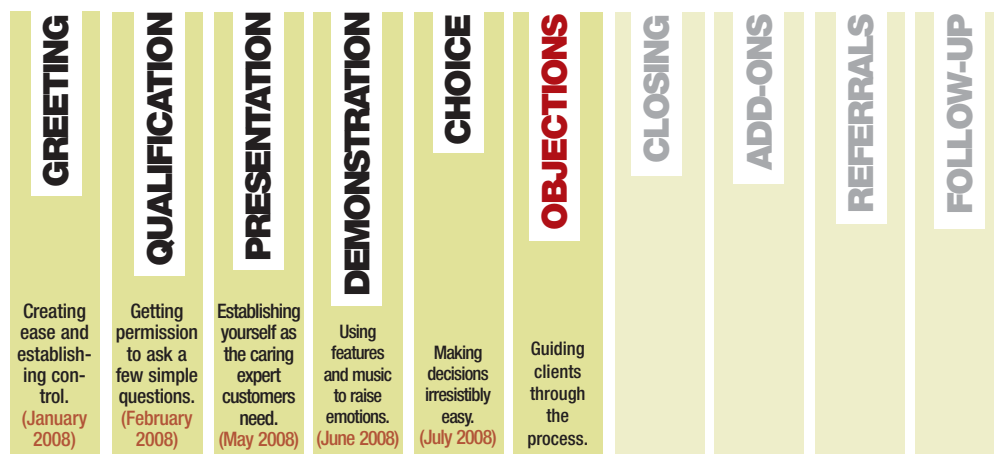 GREETING
Creating
ease and
establish-
ing con-
trol.
(January
2008)
QUALIFICATION
Getting
permission
to ask a
few simple
questions.
(February
2008)
PRESENTATION
Establishing
yourself as
the caring
expert
customers
need.
(May 2008)
DEMONSTRATION
Using
features
and music
to raise
emotions.
(June 2008)
CHOICE
Making
decisions
irresistibly
easy.
(July 2008)
OBJECTIONS
Guiding
clients
through
the
process.
CLOSING
ADD-ONS
REFERRALS
FOLLOW-UP